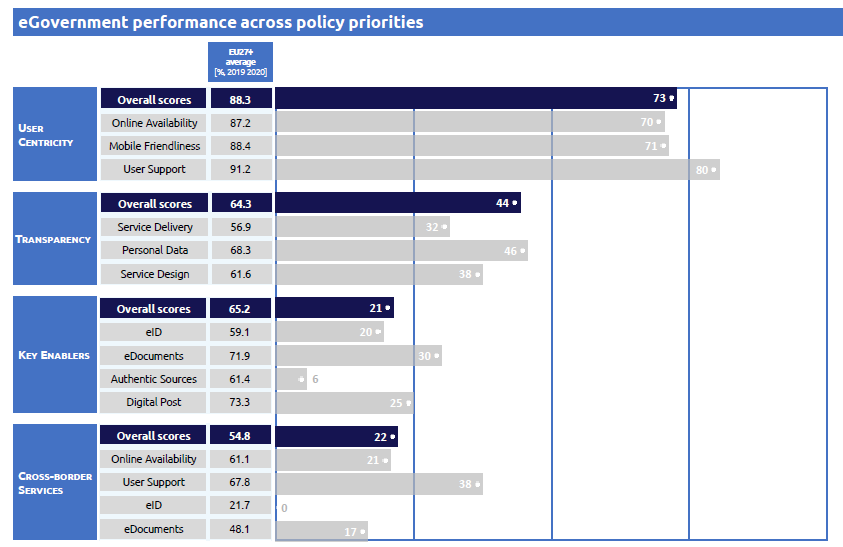 eGovernment performance across policy priorities
EU27+
average
[%, 2019 2020]
USER
CENTRICITY
Overall scores 88.3 73
Online Availability 87.2 70
Mobile Friendliness 88.4 71
User Support 91.2 80
TRANSPARENCY
Overall scores 64.3 44
Service Delivery 56.9 32
Personal Data 68.3 46
Service Design 61.6 38
KEY ENABLERS
Overall scores 65.2 21
eID 59.1 20
eDocuments 71.9 30
Authentic Sources 61.4 6
Digital Post 73.3 25
CROSS-BORDER
SERVICES
Overall scores 54.8 22
Online Availability 61.1 21
User Support 67.8 38
eID 21.7 0
eDocuments 48.1 17